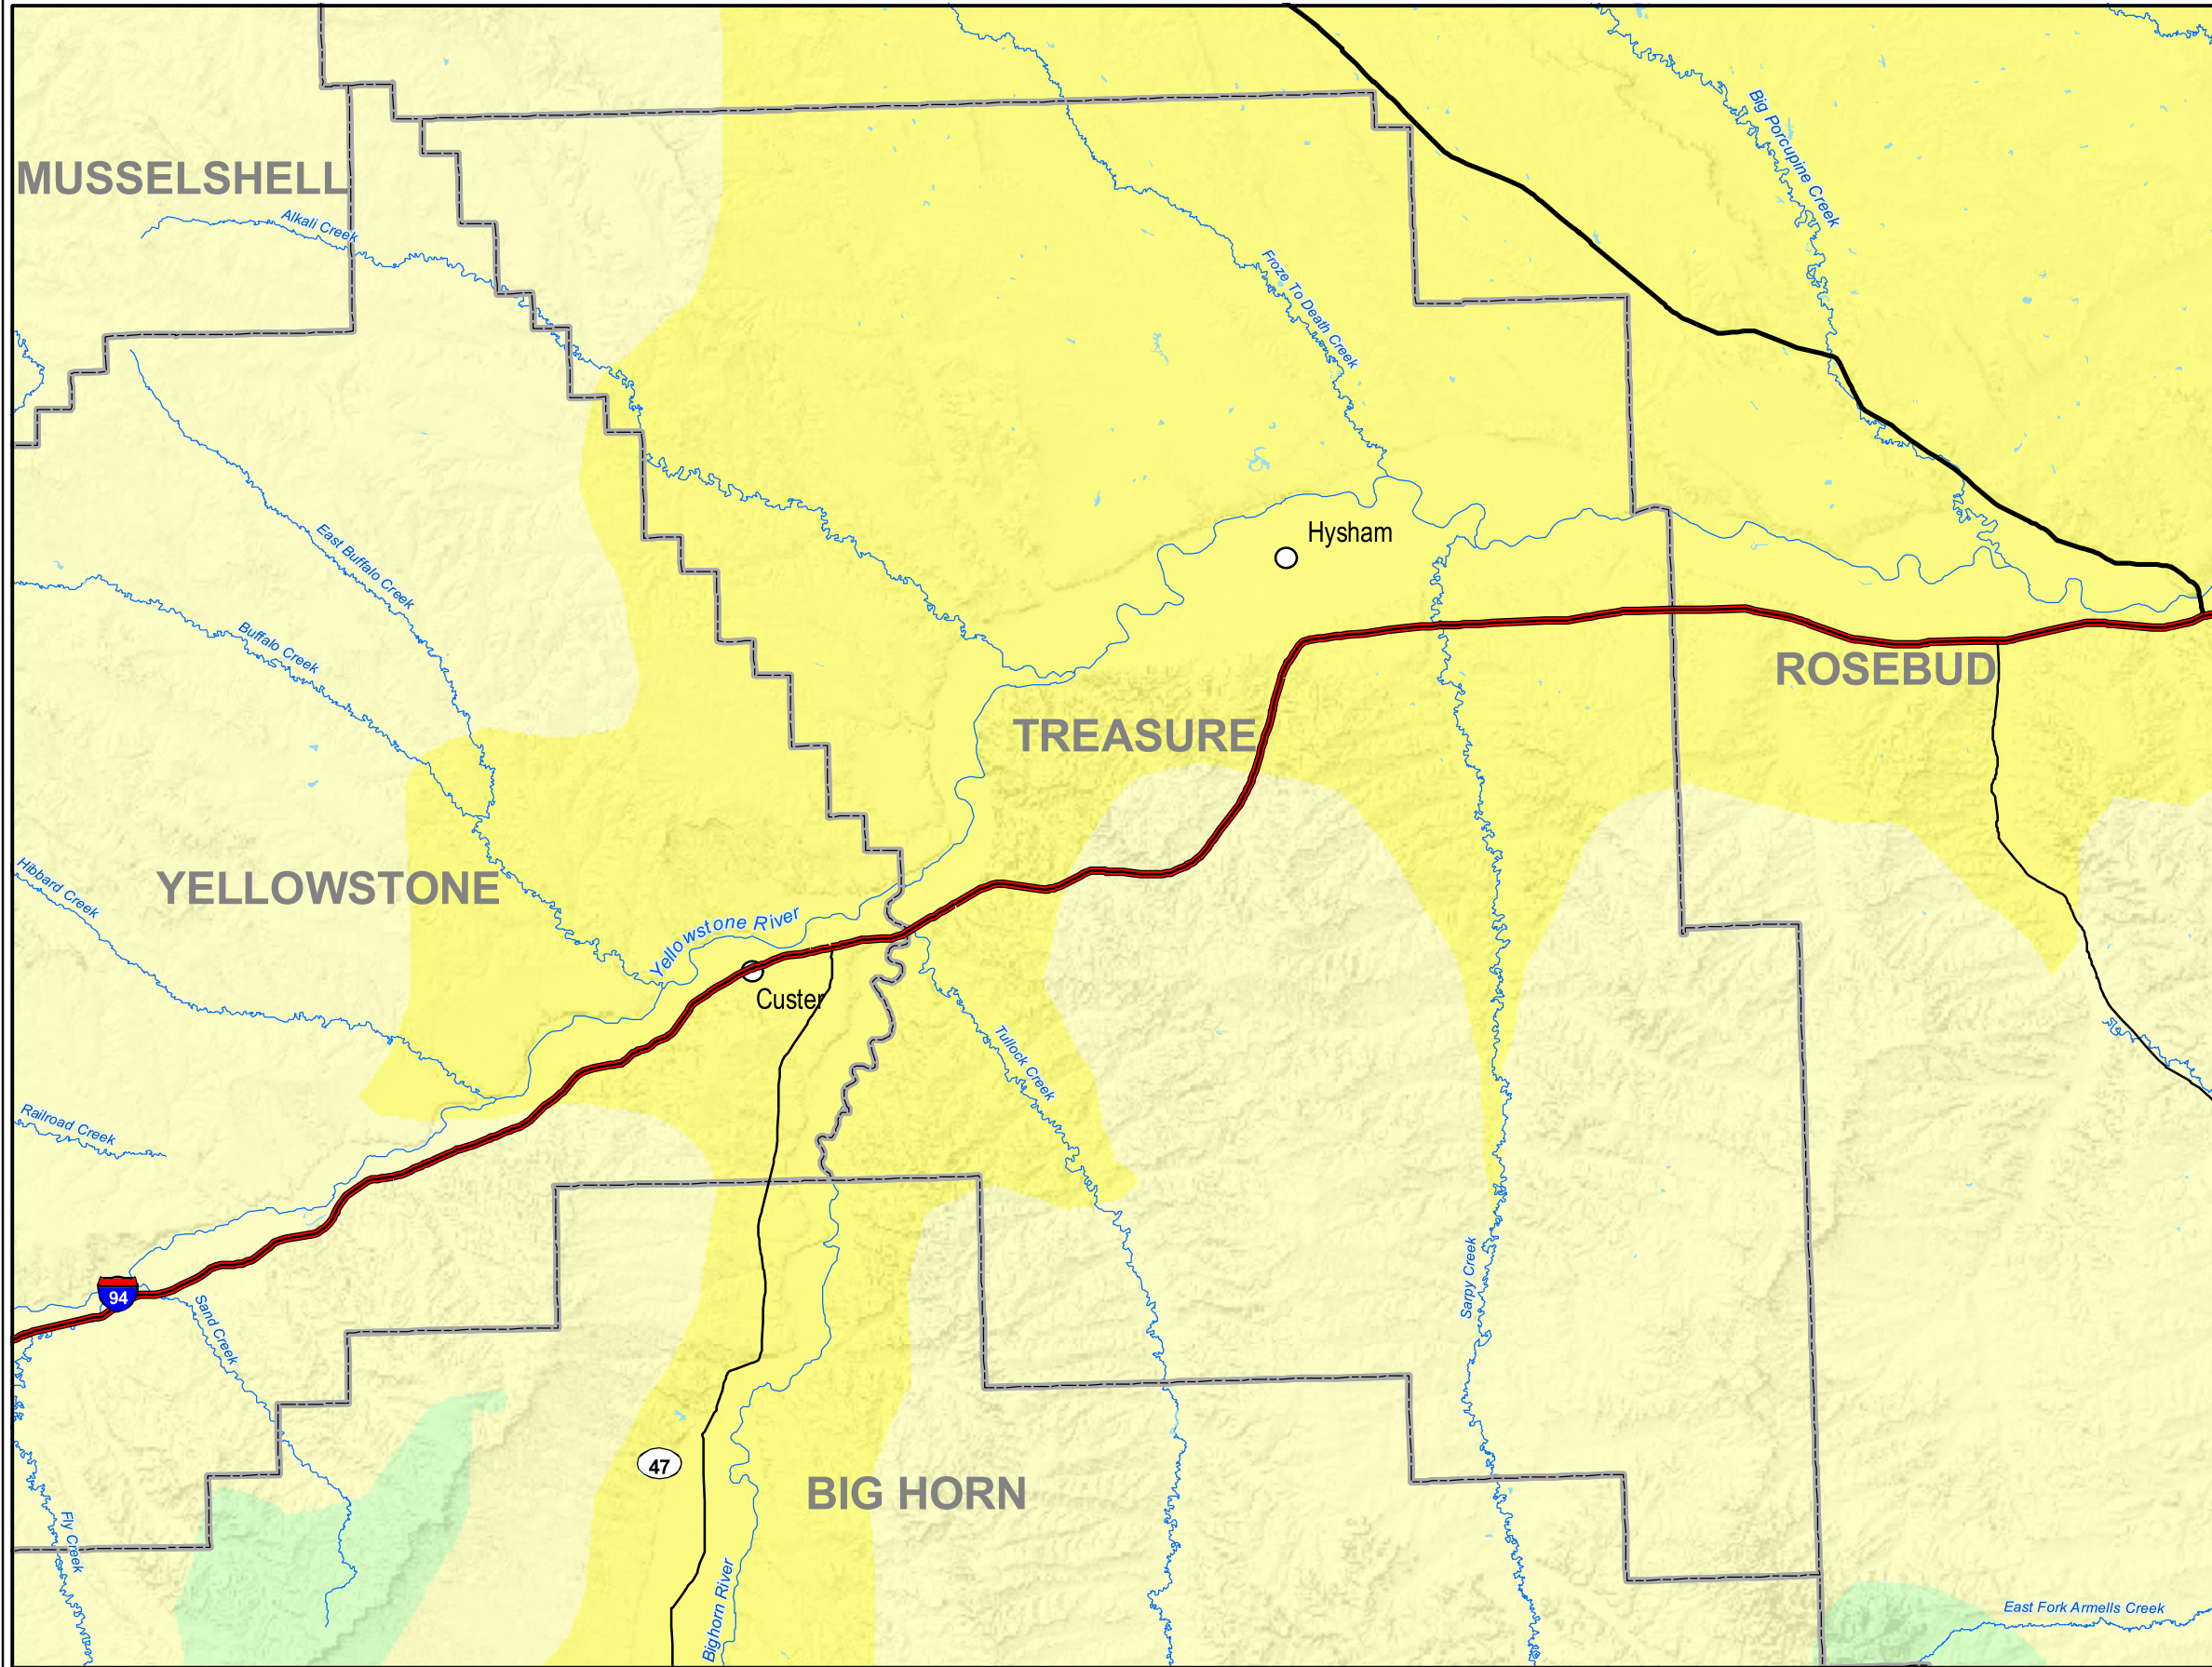 Big Porcupine Creek
MUSSELSHELL
Alkali Creek
Froze To Death Creek
Hysham
East Buffalo Creek
Buffalo Creek
ROSEBUD
TREASURE
Hibbard Creek
YELLOWSTONE
Yellowstone River
Custer
Tullock Creek
Railroad Creek
Sarpy Creek
94
Sand Creek
47
BIG HORN
Fly Creek
Bighorn River
East Fork Armells Creek